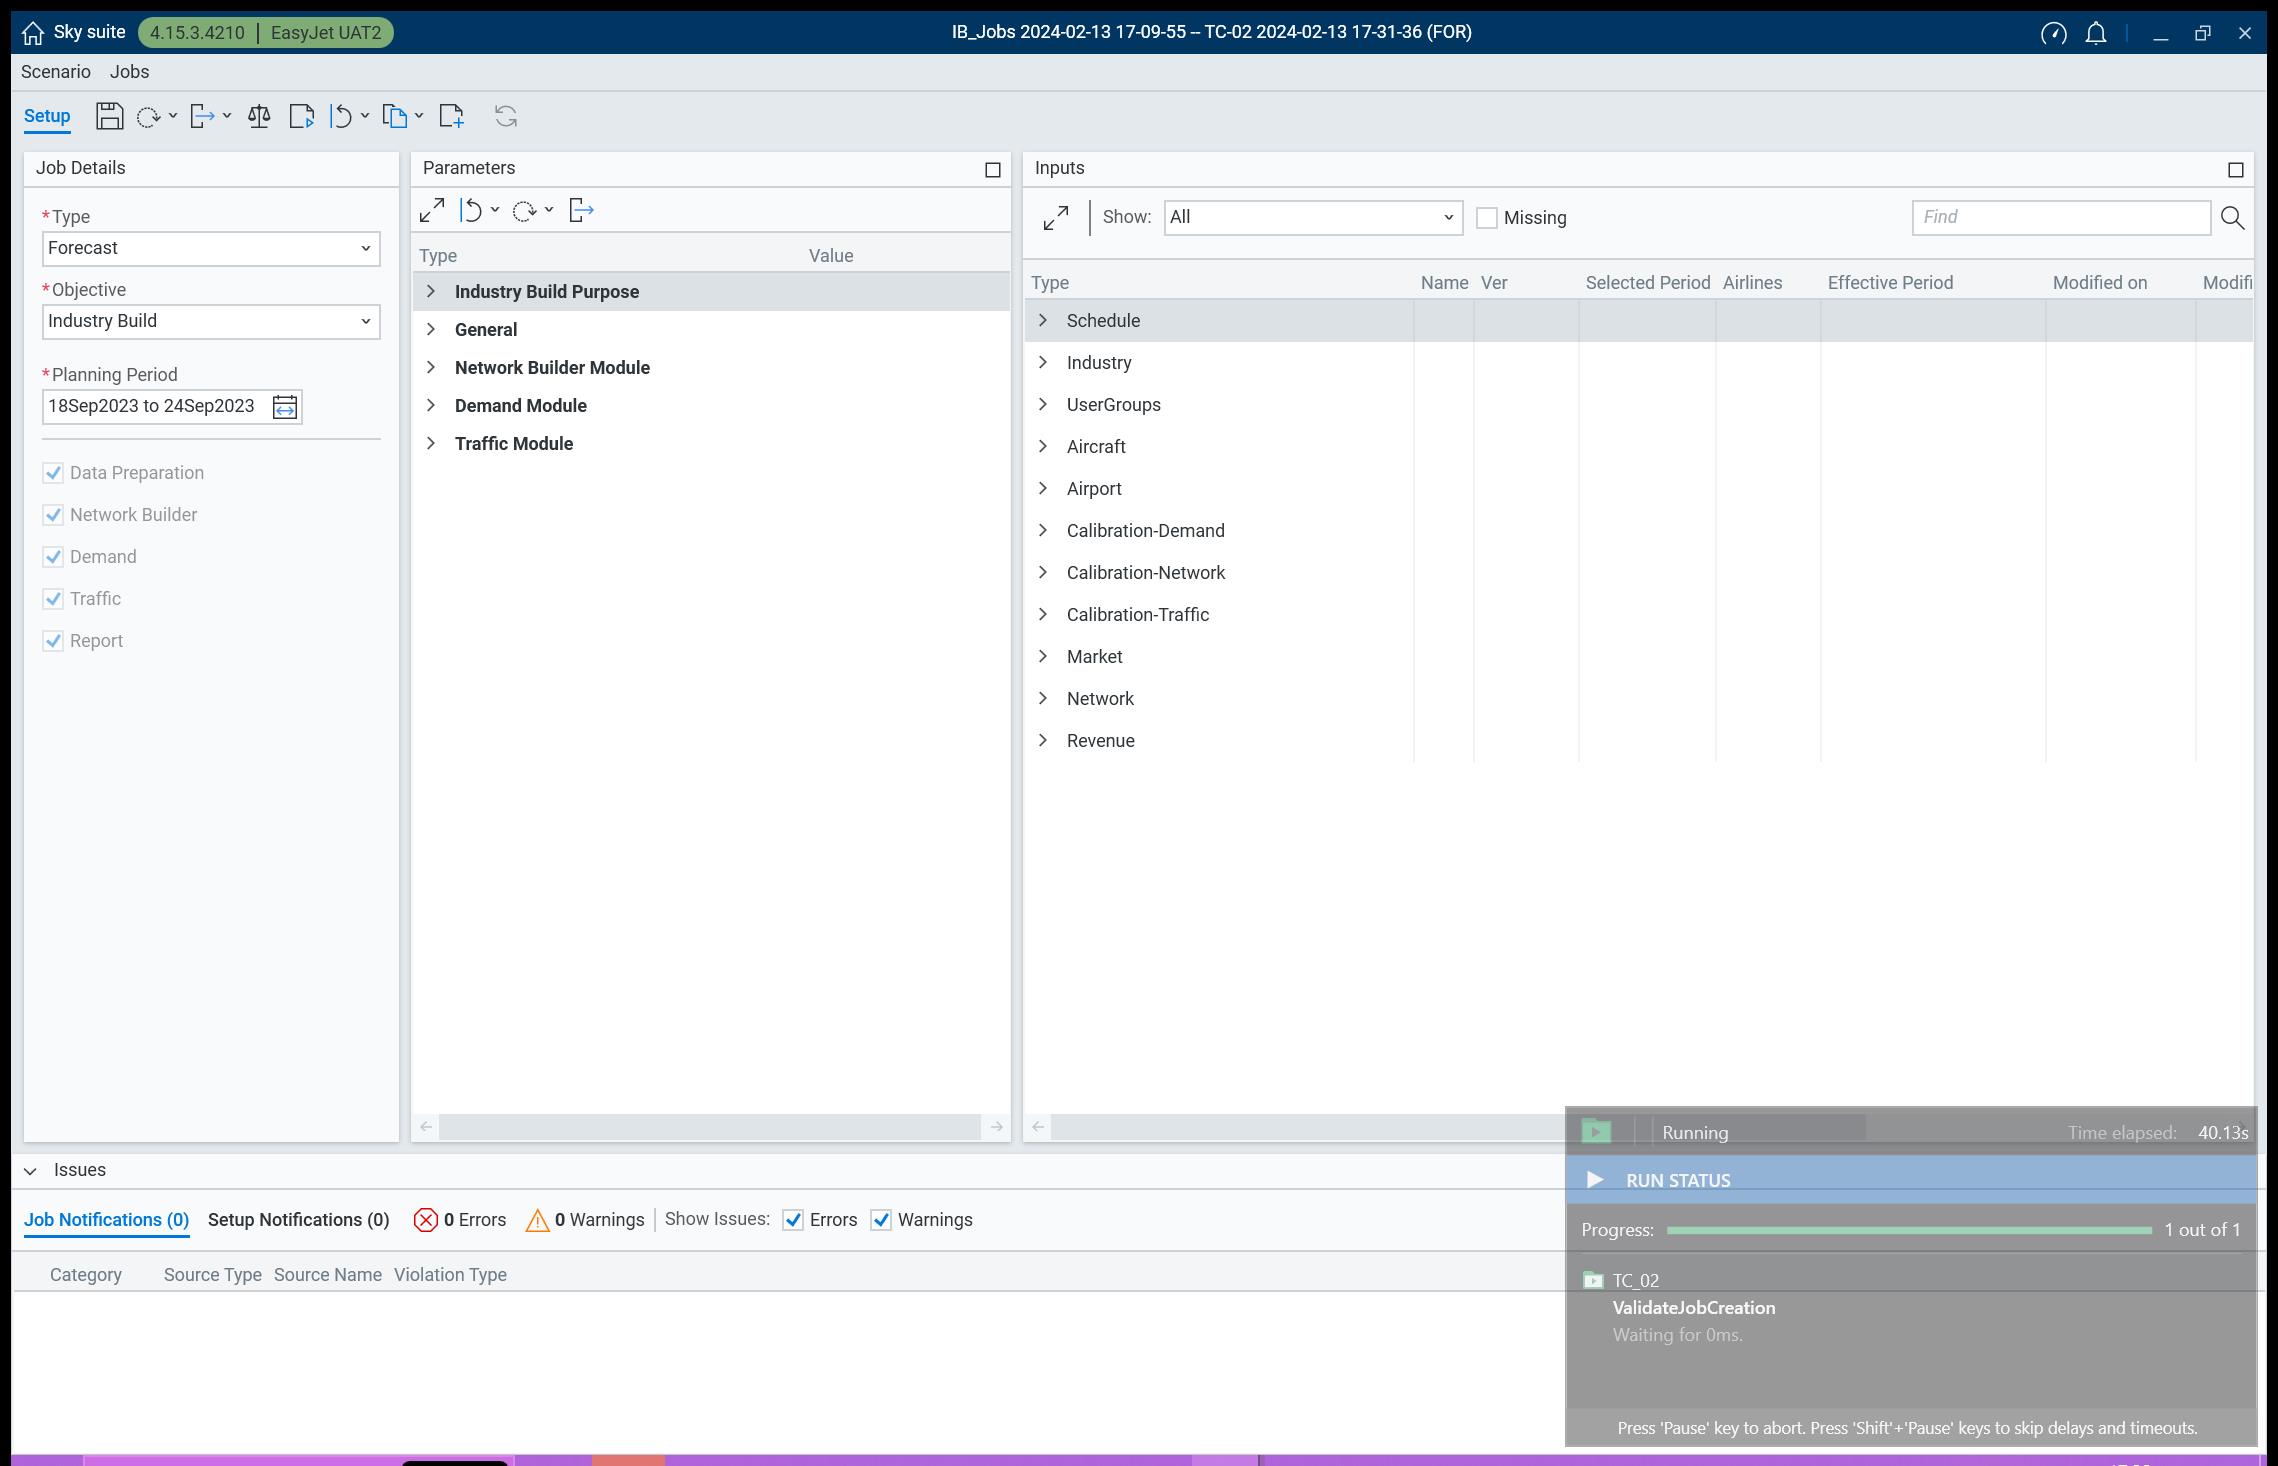 Sky suite 4.15.3.4210 | EasyJet UAT2 IB_Jobs 2024-02-13 17-09-55 -- TC-02 2024-02-13 17-31-36 (FOR)
Scenario Jobs
Setup
Job Details
*Type
Forecast
*Objective
Industry Build
*Planning Period
18Sep2023 to 24Sep2023
Data Preparation
Network Builder
Demand
Traffic
Report
Parameters
Type Value
Industry Build Purpose
General
Network Builder Module
Demand Module
Traffic Module
Inputs
Show: All Missing Find
Type Name Ver Selected Period Airlines Effective Period Modified on Modifi
Schedule
Industry
UserGroups
Aircraft
Airport
Calibration-Demand
Calibration-Network
Calibration-Traffic
Market
Network
Revenue
Issues
Job Notifications (0) Setup Notifications (0) 0 Errors 0 Warnings Show Issues: Errors Warnings
Category Source Type Source Name Violation Type
Running Time elapsed: 40.13s
RUN STATUS
Progress: 1 out of 1
TC_02
ValidateJobCreation
Waiting for 0ms.
Press 'Pause' key to abort. Press 'Shift'+'Pause' keys to skip delays and timeouts.